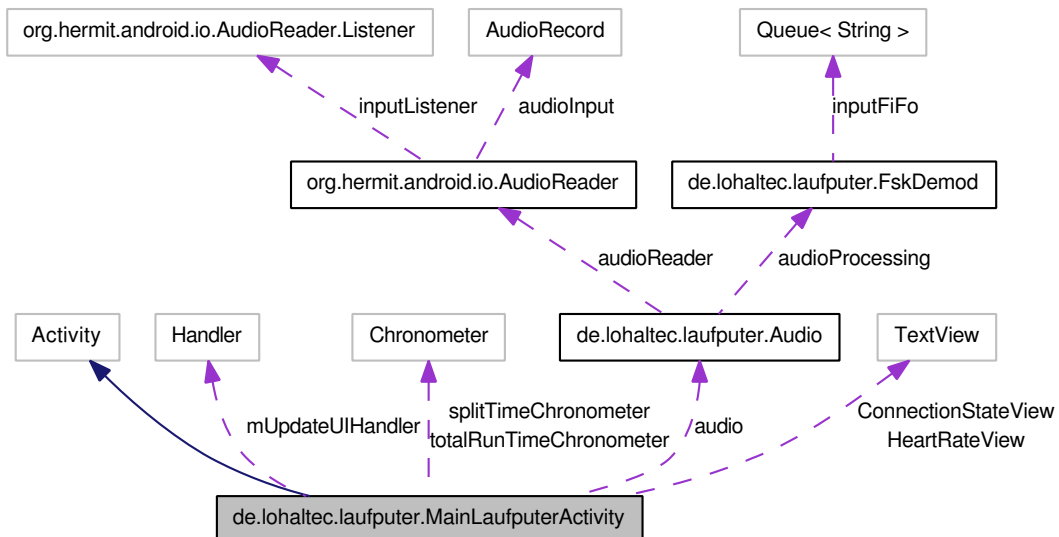 org.hermit.android.io.AudioReader.Listener
AudioRecord
Queue< String >
inputListener
audioInput
inputFiFo
org.hermit.android.io.AudioReader
de.lohaltec.laufputer.FskDemod
audioReader
audioProcessing
Activity
Handler
Chronometer
de.lohaltec.laufputer.Audio
TextView
mUpdateUIHandler
splitTimeChronometer
totalRunTimeChronometer
audio
ConnectionStateView
HeartRateView
de.lohaltec.laufputer.MainLaufputerActivity